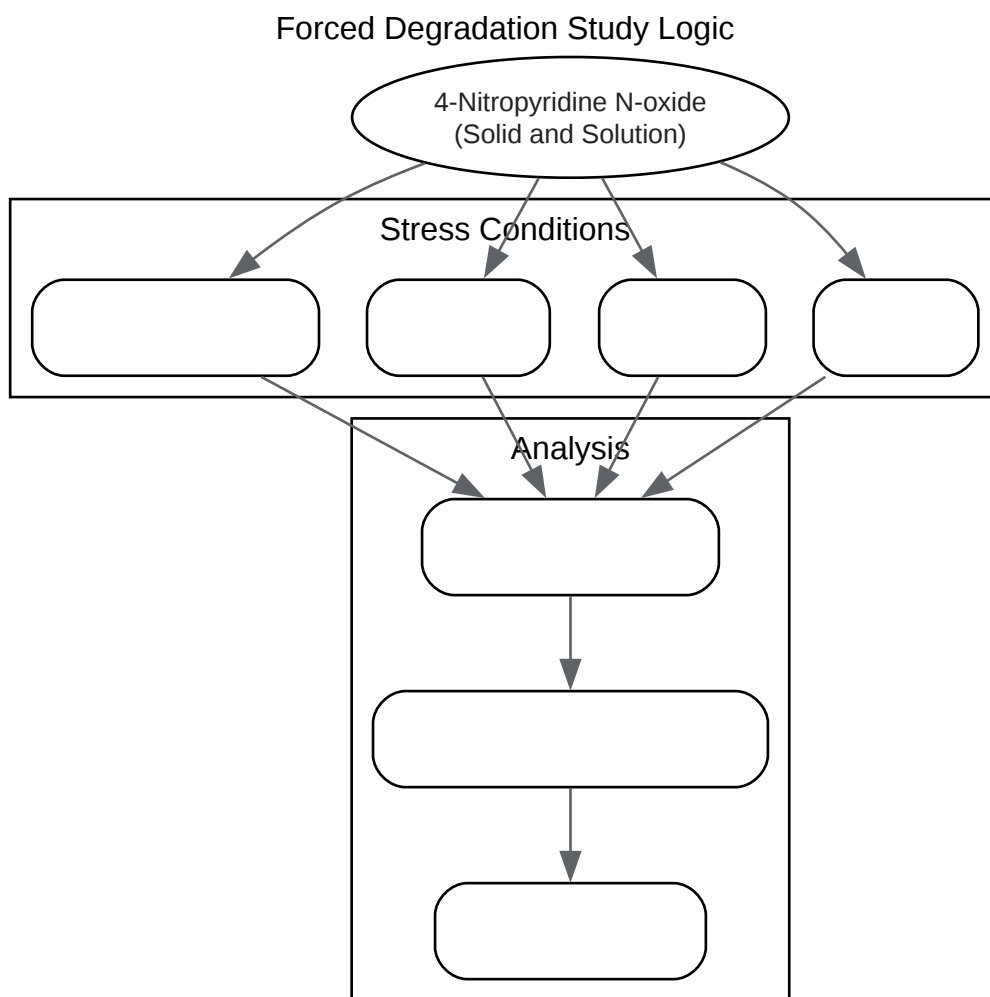 Forced Degradation Study Logic
4-Nitropyridine N-oxide
(Solid and Solution)
Stress Conditions
Analysis